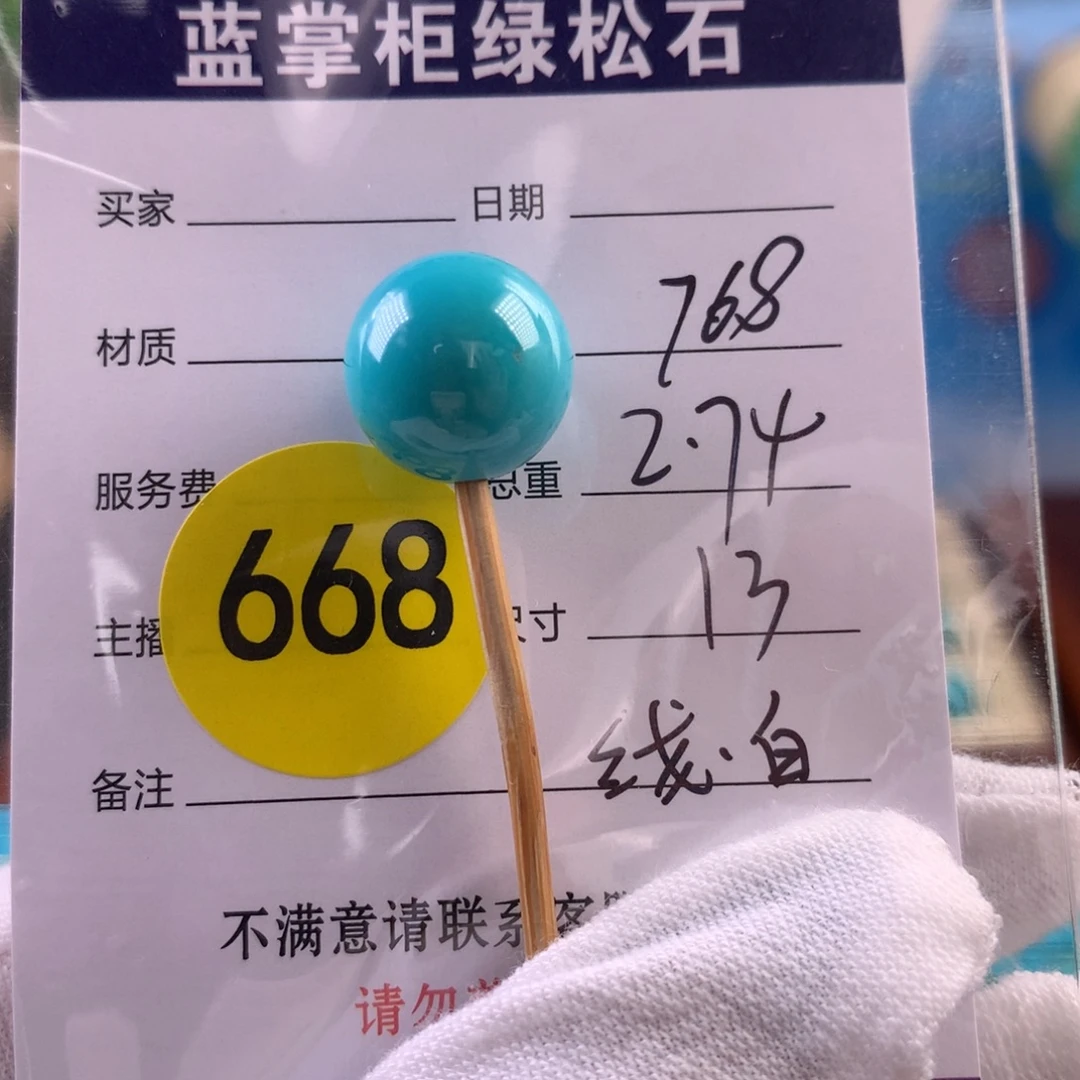 蓝掌柜绿松石
买家 日期
材质 768
服务费 总重 2.74
668
主播 尺寸 13
备注 线·白
不满意请联系客
请勿